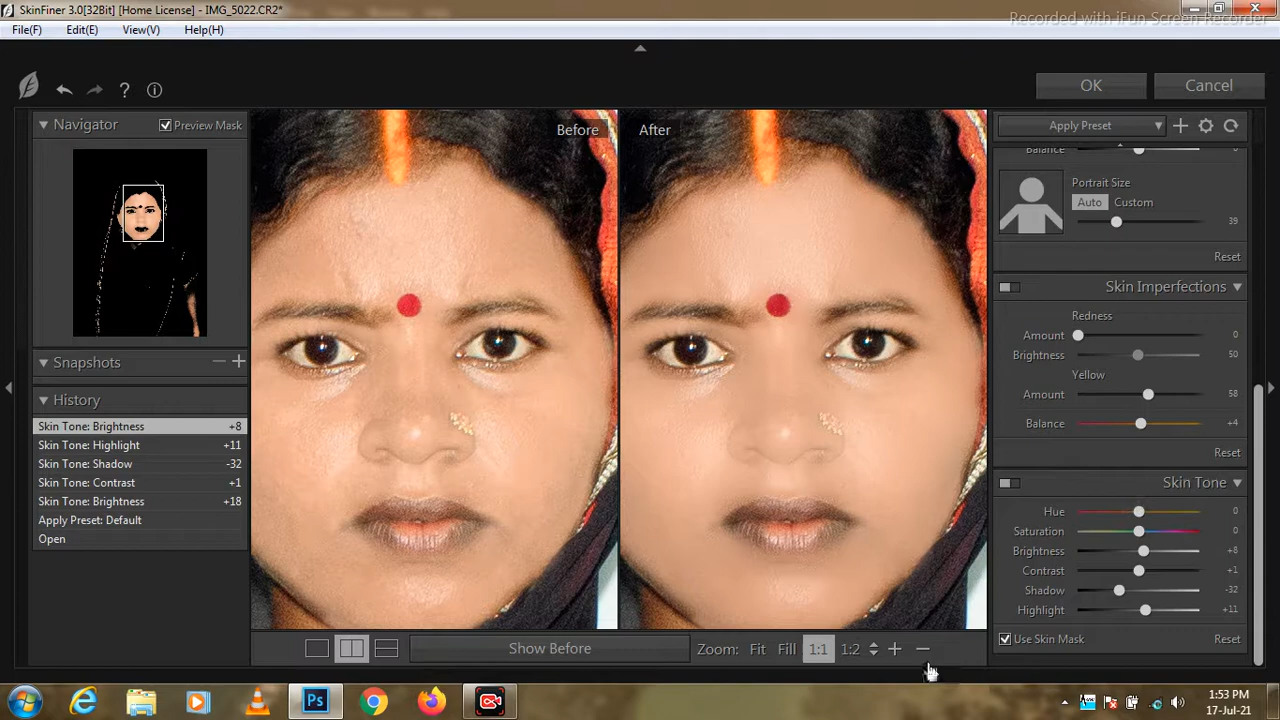 SkinFiner 3.0[32Bit] [Home License] - IMG_5022.CR2*
Recorded with iFun Screen Recorder
File(F) Edit(E) View(V) Help(H)
OK Cancel
Navigator Preview Mask
Before After
Apply Preset
Balance 0
Portrait Size
Auto Custom
39
Reset
Skin Imperfections
Redness
Amount 0
Brightness 50
Yellow
Amount 58
Balance +4
Reset
Skin Tone
Hue 0
Saturation 0
Brightness +8
Contrast +1
Shadow -32
Highlight +11
Use Skin Mask Reset
Snapshots
History
Skin Tone: Brightness +8
Skin Tone: Highlight +11
Skin Tone: Shadow -32
Skin Tone: Contrast +1
Skin Tone: Brightness +18
Apply Preset: Default
Open
Show Before Zoom: Fit Fill 1:1 1:2
Ps
1:53 PM
17-Jul-21